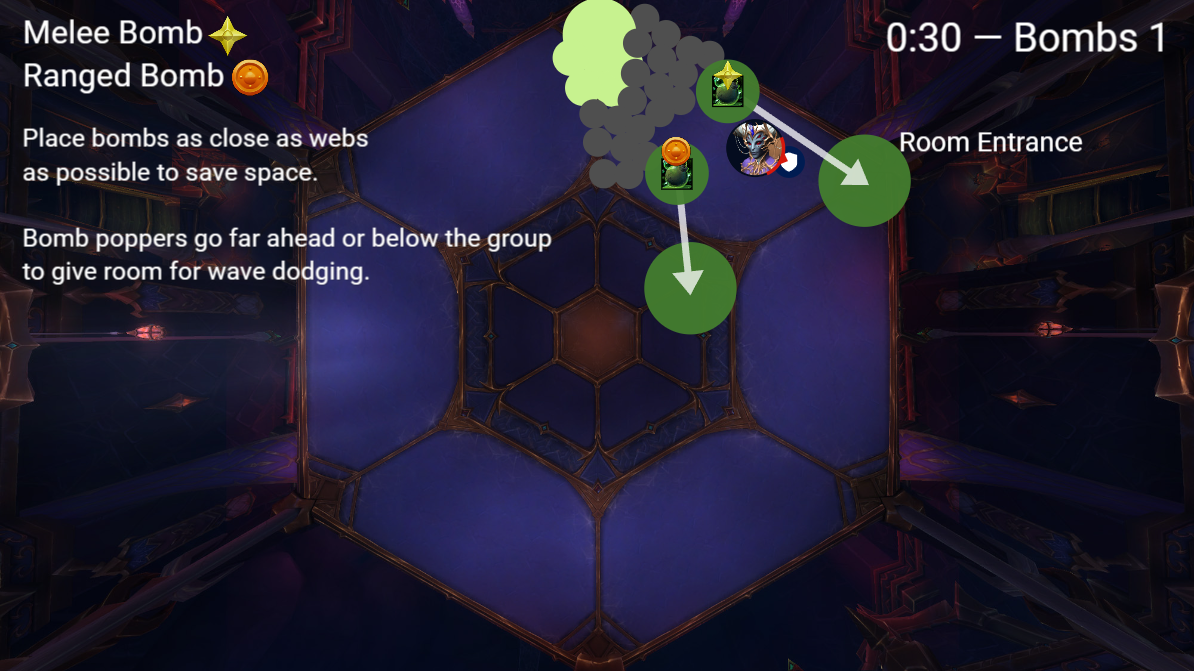 Melee Bomb
Ranged Bomb
0:30 — Bombs 1
Place bombs as close as webs
as possible to save space.
Room Entrance
Bomb poppers go far ahead or below the group
to give room for wave dodging.